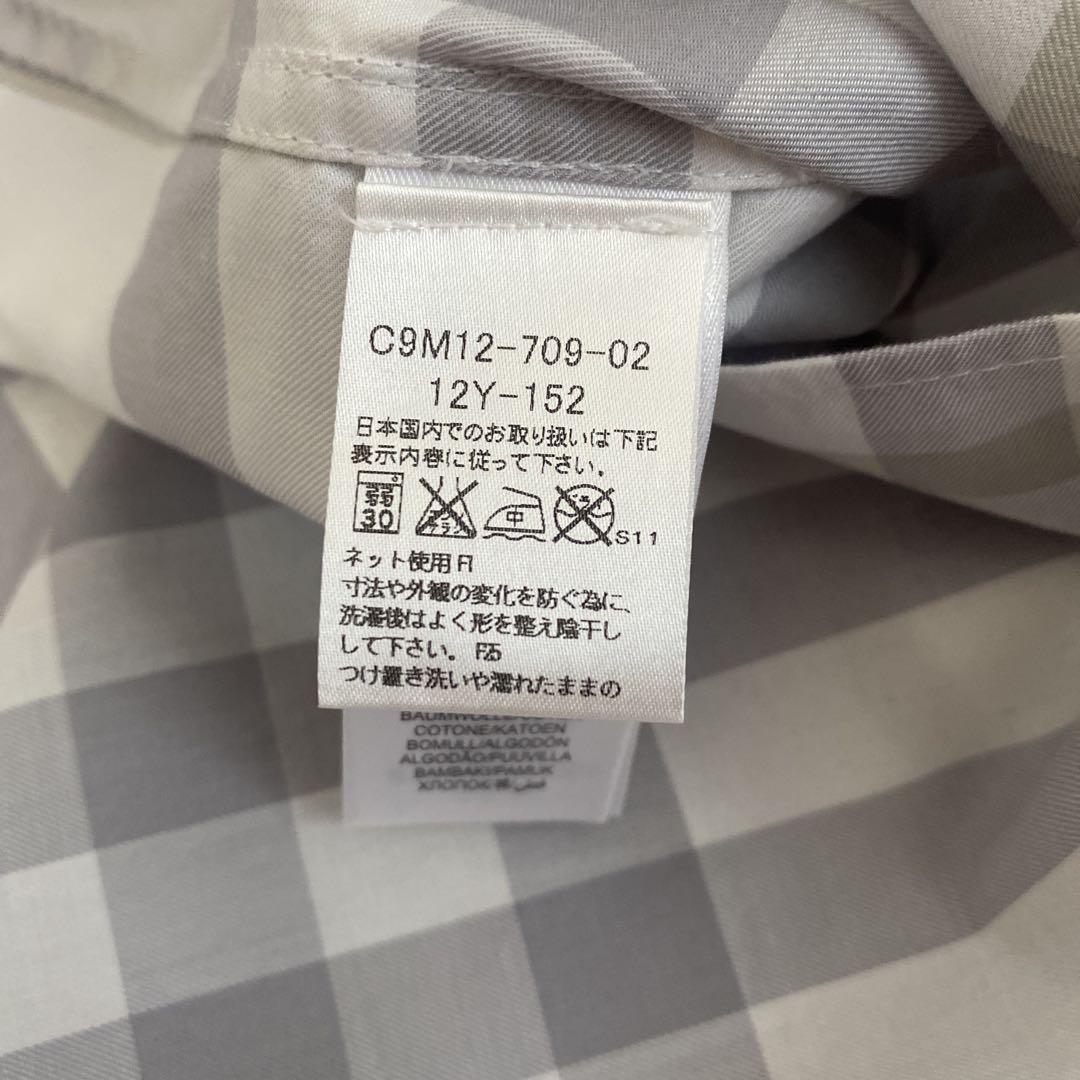 C9M12-709-02
12Y-152
日本国内でのお取り扱いは下記
表示内容に従って下さい。
弱
30
中
S11
ネット使用 F1
寸法や外観の変化を防ぐ為に、
洗濯後はよく形を整え陰干し
して下さい。 F25
つけ置き洗いや濡れたままの
COTONE/KATOEN
BOMULL/ALGODÓN
ALGODÃO/PUUVILLA
BAMBAKI/PAMUK